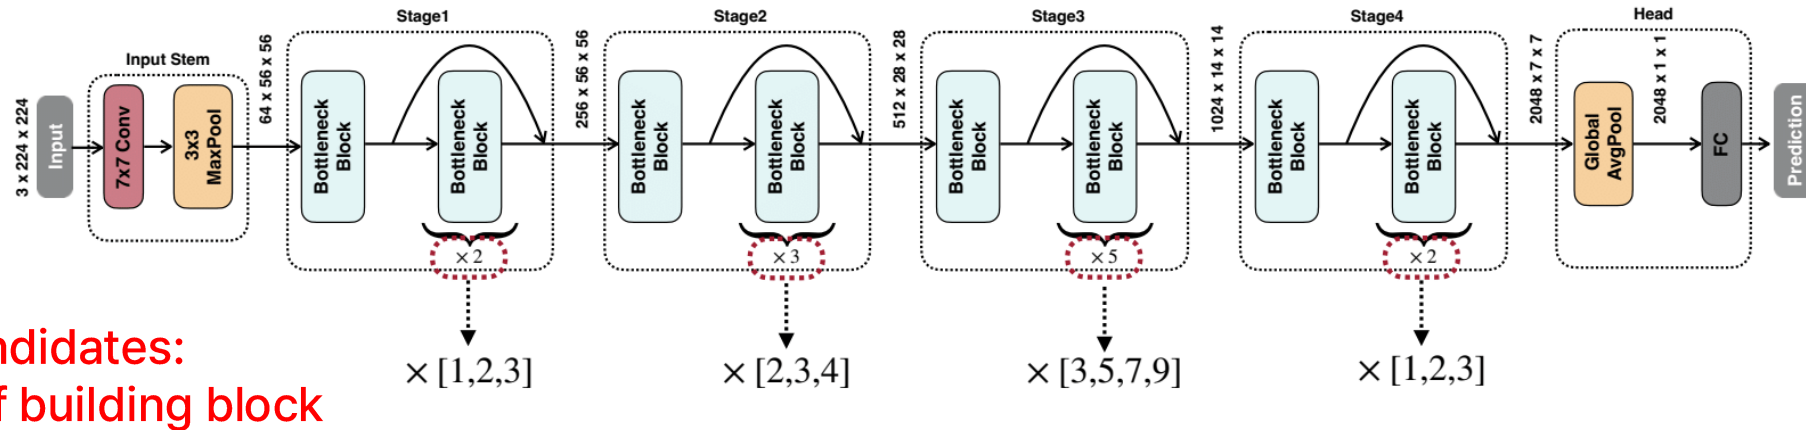 Stage1
Stage2
Stage3
Stage4
Head
Input Stem
3 x 224 x 224
Input
7x7 Conv
3x3
MaxPool
64 x 56 x 56
Bottleneck
Block
Bottleneck
Block
× 2
256 x 56 x 56
Bottleneck
Block
Bottleneck
Block
× 3
512 x 28 x 28
Bottleneck
Block
Bottleneck
Block
× 5
1024 x 14 x 14
Bottleneck
Block
Bottleneck
Block
× 2
2048 x 7 x 7
Global
AvgPool
2048 x 1 x 1
FC
Prediction
× [1,2,3]
× [2,3,4]
× [3,5,7,9]
× [1,2,3]
ndidates:
f building block